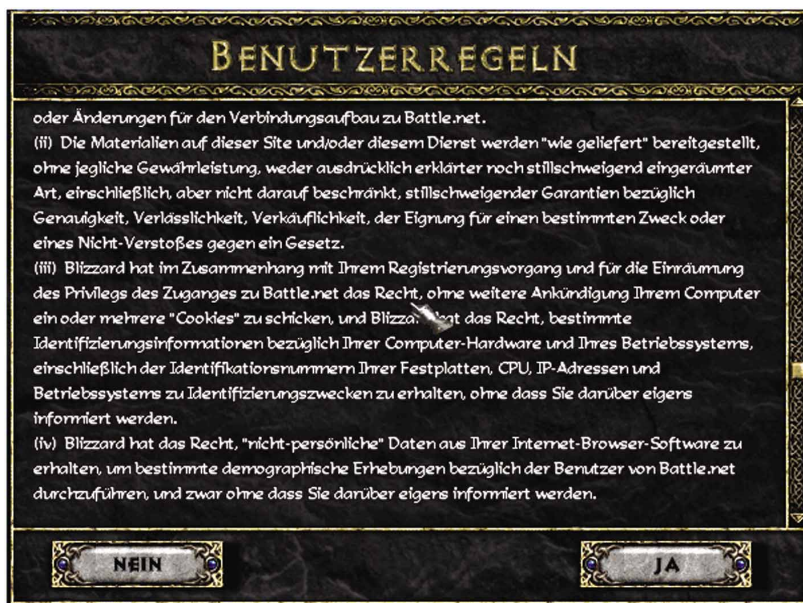 BENUTZERREGELN
oder Änderungen für den Verbindungsaufbau zu Battle.net.
(ii) Die Materialien auf dieser Site und/oder diesem Dienst werden "wie geliefert" bereitgestellt,
ohne jegliche Gewährleistung, weder ausdrücklich erklärter noch stillschweigend eingeräumter
Art, einschließlich, aber nicht darauf beschränkt, stillschweigender Garantien bezüglich
Genauigkeit, Verlässlichkeit, Verkäuflichkeit, der Eignung für einen bestimmten Zweck oder
eines Nicht-Verstoßes gegen ein Gesetz.
(iii) Blizzard hat im Zusammenhang mit Ihrem Registrierungsvorgang und für die Einräumung
des Privilegs des Zuganges zu Battle.net das Recht, ohne weitere Ankündigung Ihrem Computer
ein oder mehrere "Cookies" zu schicken, und das Recht, bestimmte
Identifizierungsinformationen bezüglich Ihrer Computer-Hardware und Ihres Betriebssystems,
einschließlich der Identifikationsnummern Ihrer Festplatten, CPU, IP-Adressen und
Betriebssystems zu Identifizierungszwecken zu erhalten, ohne dass Sie darüber eigens
informiert werden.
(iv) Blizzard hat das Recht, "nicht-persönliche" Daten aus Ihrer Internet-Browser-Software zu
erhalten, um bestimmte demographische Erhebungen bezüglich der Benutzer von Battle.net
durchzuführen, und zwar ohne dass Sie darüber eigens informiert werden.
NEIN
JA